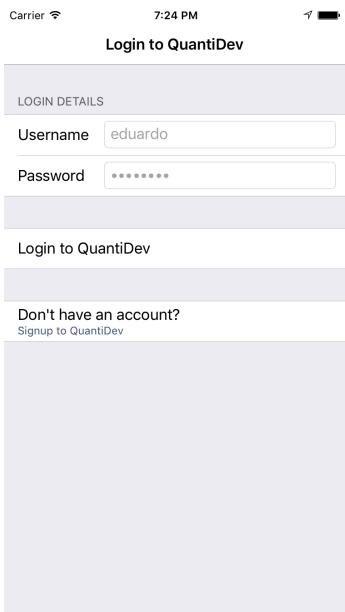 Carrier 7:24 PM
Login to QuantiDev
LOGIN DETAILS
Username eduardo
Password ••••••••
Login to QuantiDev
Don't have an account?
Signup to QuantiDev